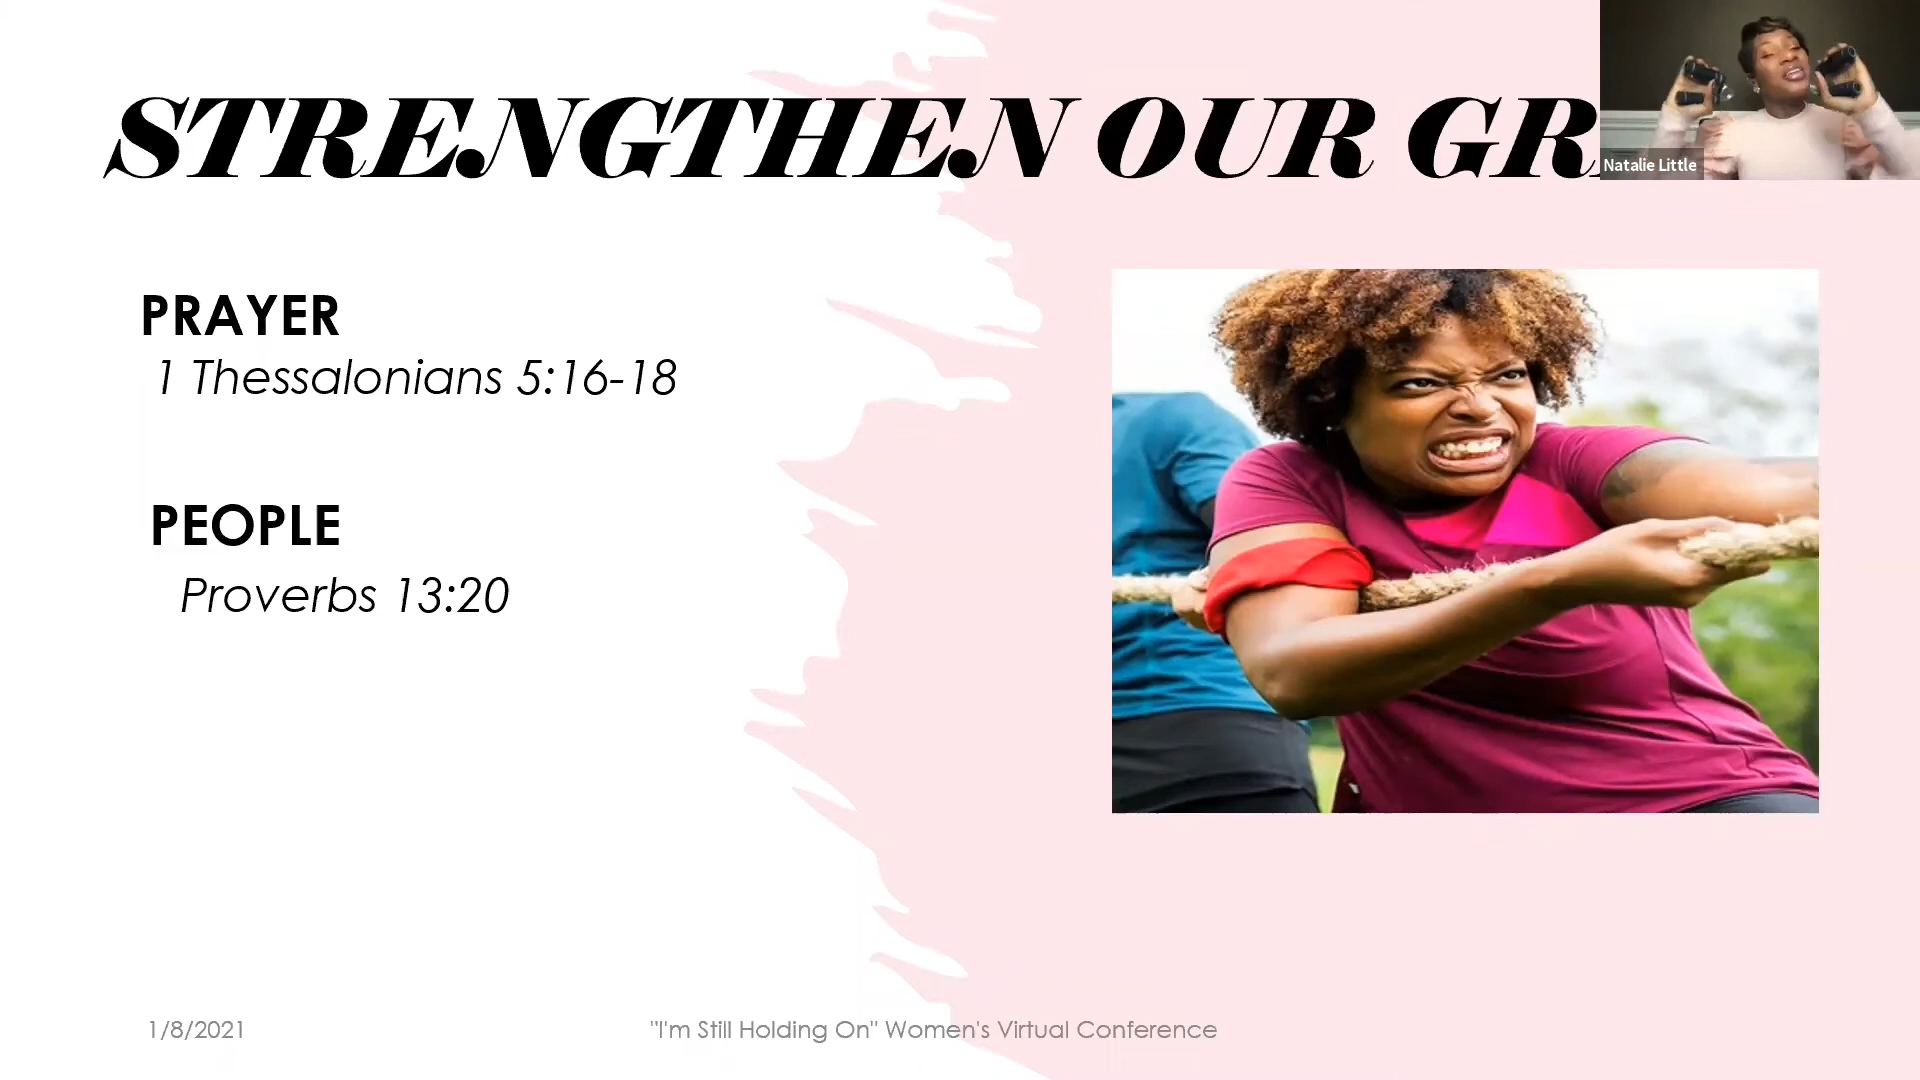 STRENGTHEN OUR GR
Natalie Little
PRAYER
1 Thessalonians 5:16-18
PEOPLE
Proverbs 13:20
1/8/2021
"I'm Still Holding On" Women's Virtual Conference